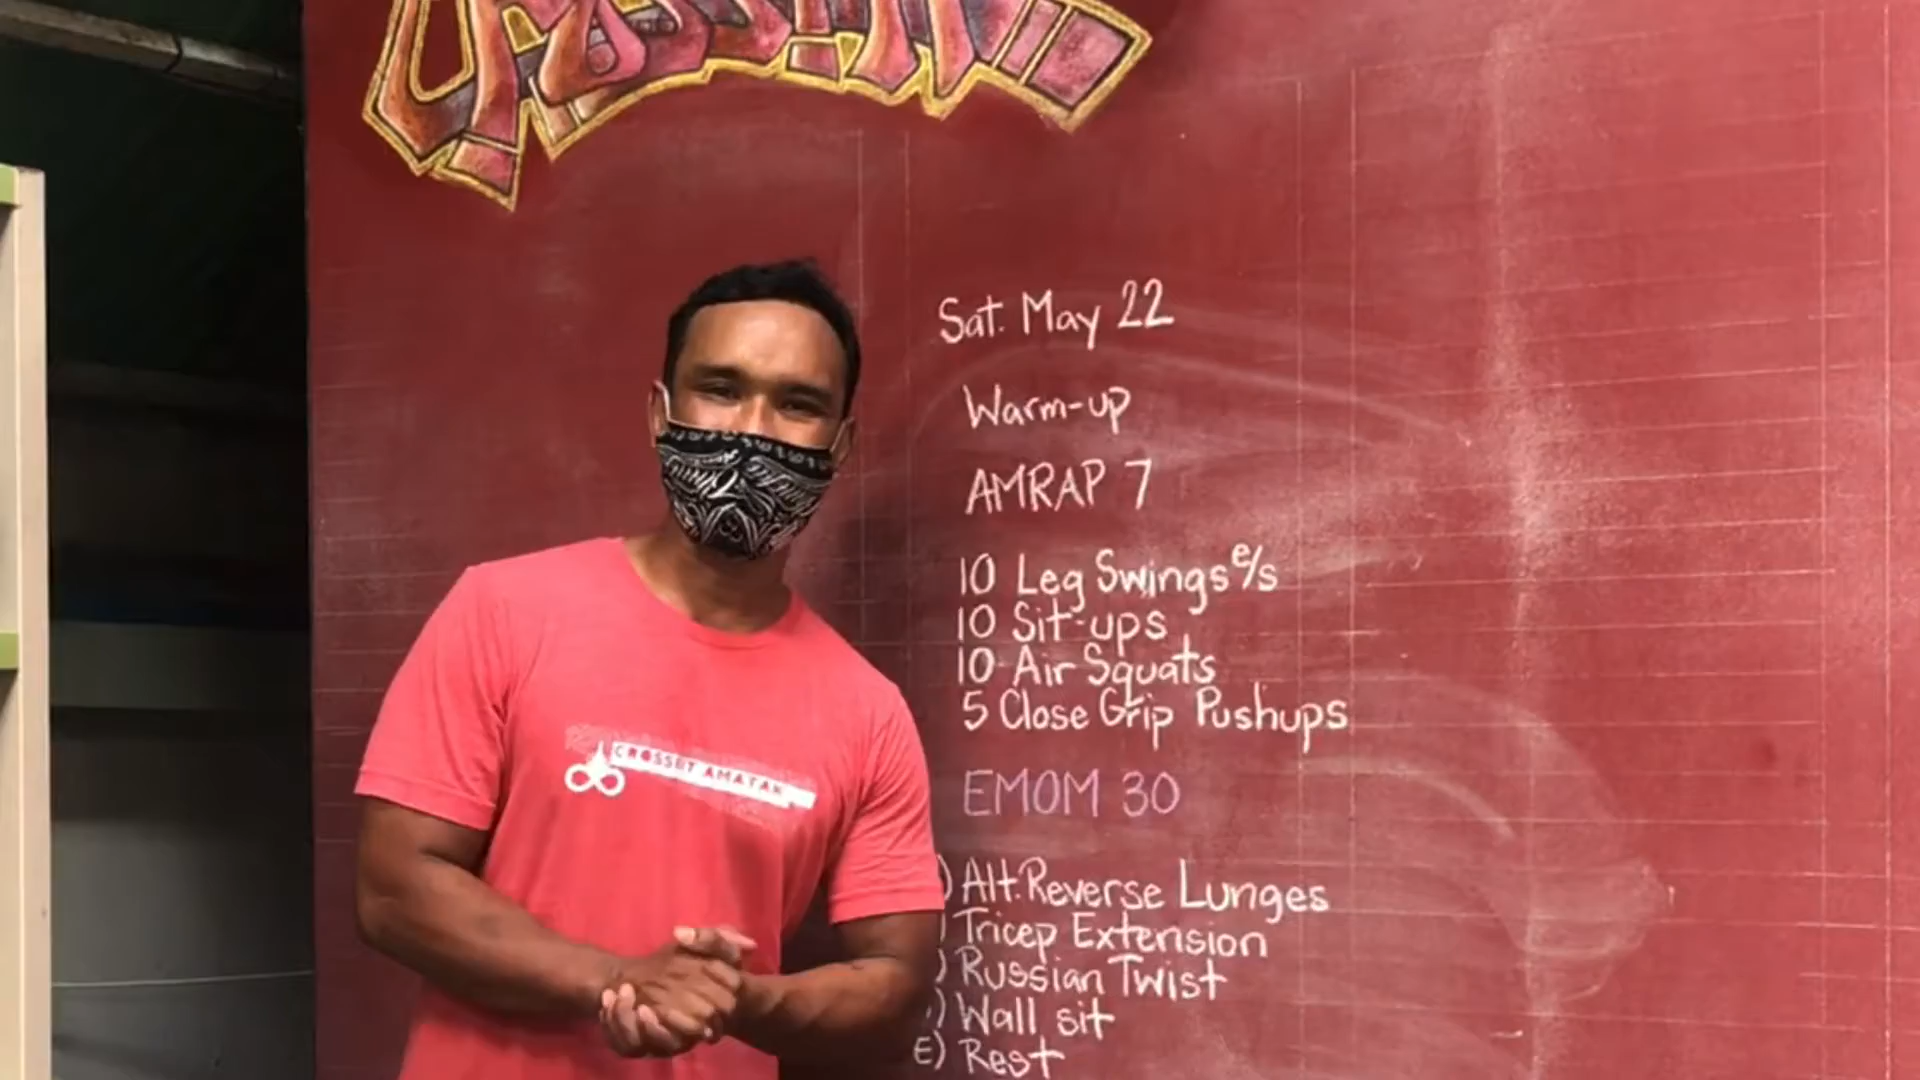 Sat. May 22
Warm-up
AMRAP 7
10 Leg Swings e/s
10 Sit-ups
10 Air Squats
5 Close Grip Pushups
EMOM 30
) Alt. Reverse Lunges
) Tricep Extension
) Russian Twist
) Wall sit
E) Rest